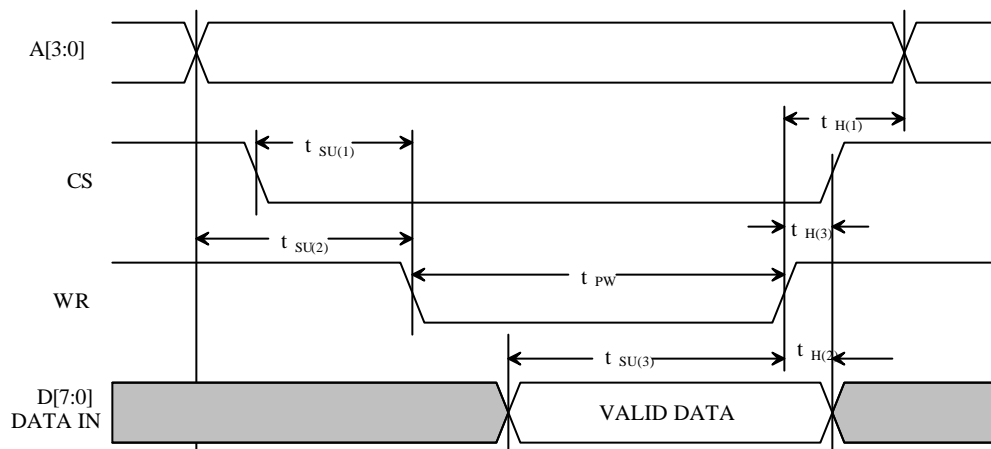 A[3:0]
t H(1)
t SU(1)
CS
t SU(2)
t H(3)
t PW
WR
t SU(3)
t H(2)
D[7:0]
DATA IN
VALID DATA